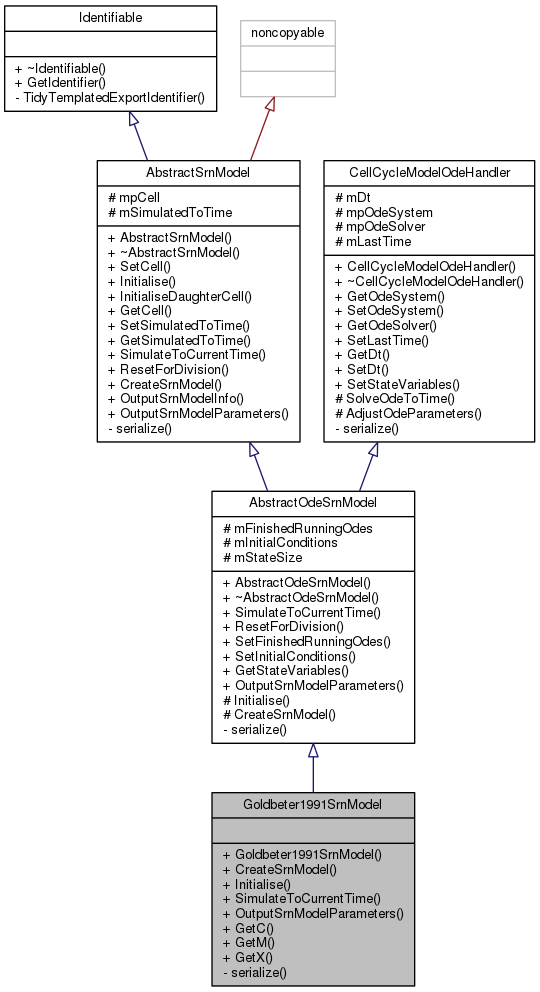 Identifiable
+ ~Identifiable()
+ GetIdentifier()
- TidyTemplatedExportIdentifier()
noncopyable
AbstractSrnModel
# mpCell
# mSimulatedToTime
+ AbstractSrnModel()
+ ~AbstractSrnModel()
+ SetCell()
+ Initialise()
+ InitialiseDaughterCell()
+ GetCell()
+ SetSimulatedToTime()
+ GetSimulatedToTime()
+ SimulateToCurrentTime()
+ ResetForDivision()
+ CreateSrnModel()
+ OutputSrnModelInfo()
+ OutputSrnModelParameters()
- serialize()
CellCycleModelOdeHandler
# mDt
# mpOdeSystem
# mpOdeSolver
# mLastTime
+ CellCycleModelOdeHandler()
+ ~CellCycleModelOdeHandler()
+ GetOdeSystem()
+ SetOdeSystem()
+ GetOdeSolver()
+ SetLastTime()
+ GetDt()
+ SetDt()
+ SetStateVariables()
# SolveOdeToTime()
# AdjustOdeParameters()
- serialize()
AbstractOdeSrnModel
# mFinishedRunningOdes
# mInitialConditions
# mStateSize
+ AbstractOdeSrnModel()
+ ~AbstractOdeSrnModel()
+ SimulateToCurrentTime()
+ ResetForDivision()
+ SetFinishedRunningOdes()
+ SetInitialConditions()
+ GetStateVariables()
+ OutputSrnModelParameters()
# Initialise()
# CreateSrnModel()
- serialize()
Goldbeter1991SrnModel
+ Goldbeter1991SrnModel()
+ CreateSrnModel()
+ Initialise()
+ SimulateToCurrentTime()
+ OutputSrnModelParameters()
+ GetC()
+ GetM()
+ GetX()
- serialize()